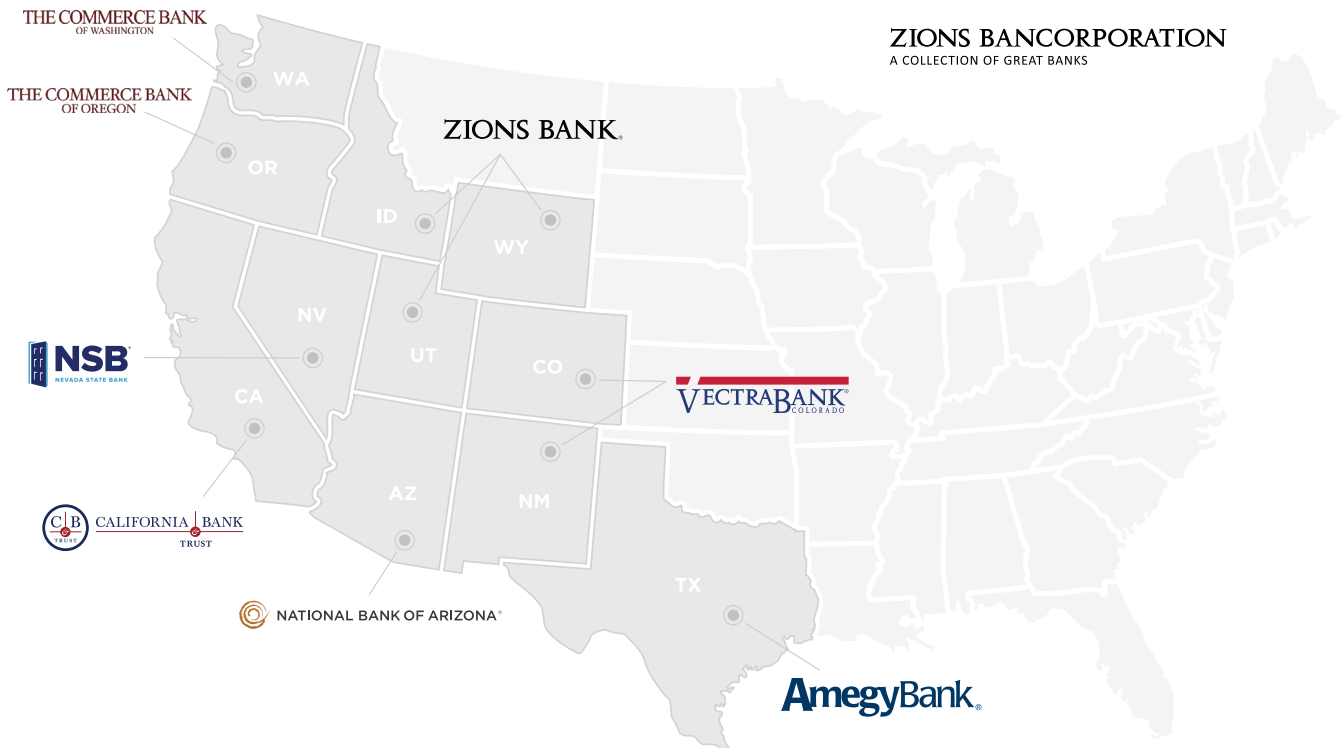 THE COMMERCE BANK
OF WASHINGTON
ZIONS BANCORPORATION
A COLLECTION OF GREAT BANKS
WA
THE COMMERCE BANK
OF OREGON
ZIONS BANK®
OR
ID
WY
NV
NSB®
NEVADA STATE BANK
UT
CO
CA
VECTRABANK®
COLORADO
AZ
NM
C B
&
TRUST
CALIFORNIA BANK
&
TRUST
TX
NATIONAL BANK OF ARIZONA®
AmegyBank®